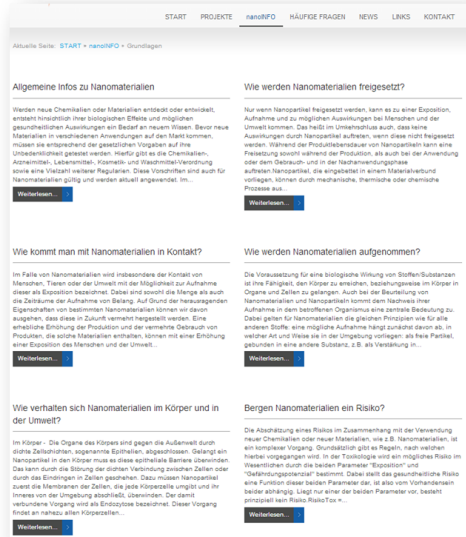 START PROJEKTE nanoINFO HÄUFIGE FRAGEN NEWS LINKS KONTAKT
Aktuelle Seite: START nanoINFO Grundlagen
Allgemeine Infos zu Nanomaterialien
Werden neue Chemikalien oder Materialien entdeckt oder entwickelt,
entsteht hinsichtlich ihrer biologischen Effekte und möglichen
gesundheitlichen Auswirkungen ein Bedarf an neuem Wissen. Bevor neue
Materialien in verschiedenen Anwendungen auf den Markt kommen,
müssen sie entsprechend der gesetzlichen Vorgaben auf ihre
Unbedenklichkeit getestet werden. Hierfür gibt es die Chemikalien-,
Arzneimittel-, Lebensmittel-, Kosmetik- und Waschmittel-Verordnung
sowie eine Vielzahl weiterer Regularien. Diese Vorschriften sind auch für
Nanomaterialien gültig und werden aktuell angewendet. Im...
Weiterlesen...
Wie werden Nanomaterialien freigesetzt?
Nur wenn Nanopartikel freigesetzt werden, kann es zu einer Exposition,
Aufnahme und zu möglichen Auswirkungen bei Menschen und der
Umwelt kommen. Das heißt im Umkehrschluss auch, dass keine
Auswirkungen durch Nanopartikel auftreten, wenn diese nicht freigesetzt
werden. Während der Produktlebensdauer von Nanopartikeln kann eine
Freisetzung sowohl während der Produktion, als auch bei der Anwendung
oder dem Gebrauch- und in der Nachanwendungsphase
auftreten.Nanopartikel, die eingebettet in einem Materialverbund
vorliegen, können durch mechanische, thermische oder chemische
Prozesse aus...
Weiterlesen...
Wie kommt man mit Nanomaterialien in Kontakt?
Im Falle von Nanomaterialien wird insbesondere der Kontakt von
Menschen, Tieren oder der Umwelt mit der Möglichkeit zur Aufnahme
dieser als Exposition bezeichnet. Dabei sind sowohl die Menge als auch
die Zeiträume der Aufnahme von Belang. Auf Grund der herausragenden
Eigenschaften von bestimmten Nanomaterialien können wir davon
ausgehen, dass diese in Zukunft vermehrt hergestellt werden. Eine
erhebliche Erhöhung der Produktion und der vermehrte Gebrauch von
Produkten, die solche Materialien enthalten, können mit einer Erhöhung
einer Exposition des Menschen und der Umwelt...
Weiterlesen...
Wie werden Nanomaterialien aufgenommen?
Die Voraussetzung für eine biologische Wirkung von Stoffen/Substanzen
ist ihre Fähigkeit, den Körper zu erreichen, beziehungsweise im Körper in
Organe und Zellen zu gelangen. Auch bei der Beurteilung von
Nanomaterialien und Nanopartikeln kommt dem Nachweis ihrer
Aufnahme in dem betroffenen Organismus eine zentrale Bedeutung zu.
Dabei gelten für Nanomaterialien die gleichen Prinzipien wie für alle
anderen Stoffe: eine mögliche Aufnahme hängt zunächst davon ab, in
welcher Art und Weise sie in der Umgebung vorliegen: als freie Partikel,
gebunden in eine andere Substanz, z.B. als Verstärkung in...
Weiterlesen...
Wie verhalten sich Nanomaterialien im Körper und in
der Umwelt?
Im Körper - Die Organe des Körpers sind gegen die Außenwelt durch
dichte Zellschichten, sogenannte Epithelien, abgeschlossen. Gelangt ein
Nanopartikel in den Körper muss es diese epitheliale Barriere überwinden.
Das kann durch die Störung der dichten Verbindung zwischen Zellen oder
durch das Eindringen in Zellen geschehen. Dazu müssen Nanopartikel
zuerst die Membranen der Zellen, die jede Körperzelle umgibt und ihr
Inneres von der Umgebung abschließt, überwinden. Der damit
verbundene Vorgang wird als Endozytose bezeichnet. Dieser Vorgang
findet an nahezu allen Körperzellen...
Weiterlesen...
Bergen Nanomaterialien ein Risiko?
Die Abschätzung eines Risikos im Zusammenhang mit der Verwendung
neuer Chemikalien oder neuer Materialien, wie z.B. Nanomaterialien, ist
ein komplexer Vorgang. Grundsätzlich gibt es Regeln, nach welchen
hierbei vorgegangen wird. In der Toxikologie wird ein mögliches Risiko im
Wesentlichen durch die beiden Parameter "Exposition" und
"Gefährdungspotenzial" bestimmt. Dabei stellt das gesundheitliche Risiko
eine Funktion dieser beiden Parameter dar, ist also vom Vorhandensein
beider abhängig. Liegt nur einer der beiden Parameter vor, besteht
prinzipiell kein Risiko RisikoTox =...
Weiterlesen...